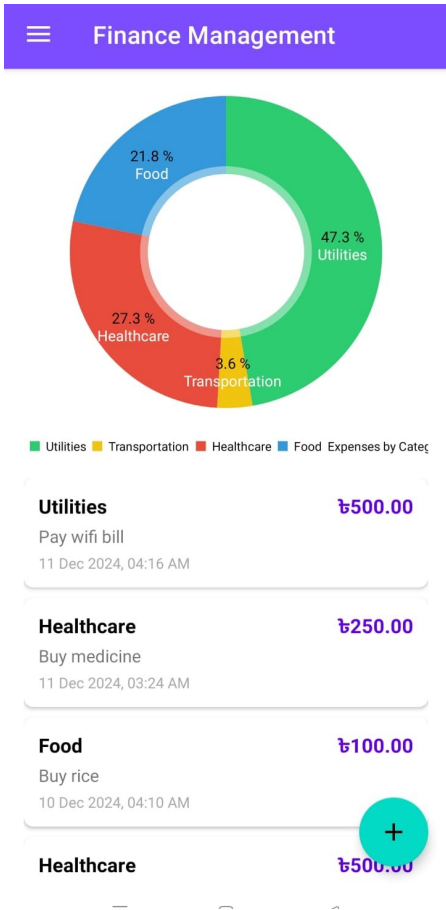 Finance Management
21.8 %
Food
47.3 %
Utilities
27.3 %
Healthcare
3.6 %
Transportation
Utilities Transportation Healthcare Food Expenses by Categ
Utilities ৳500.00
Pay wifi bill
11 Dec 2024, 04:16 AM
Healthcare ৳250.00
Buy medicine
11 Dec 2024, 03:24 AM
Food ৳100.00
Buy rice
10 Dec 2024, 04:10 AM
+
Healthcare ৳500.00